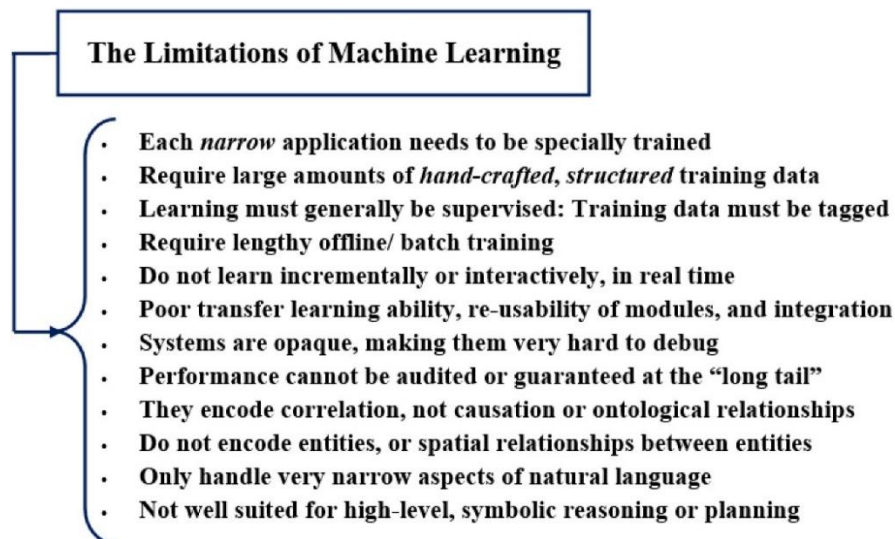 The Limitations of Machine Learning
• Each narrow application needs to be specially trained
• Require large amounts of hand-crafted, structured training data
• Learning must generally be supervised: Training data must be tagged
• Require lengthy offline/ batch training
• Do not learn incrementally or interactively, in real time
• Poor transfer learning ability, re-usability of modules, and integration
• Systems are opaque, making them very hard to debug
• Performance cannot be audited or guaranteed at the “long tail”
• They encode correlation, not causation or ontological relationships
• Do not encode entities, or spatial relationships between entities
• Only handle very narrow aspects of natural language
• Not well suited for high-level, symbolic reasoning or planning